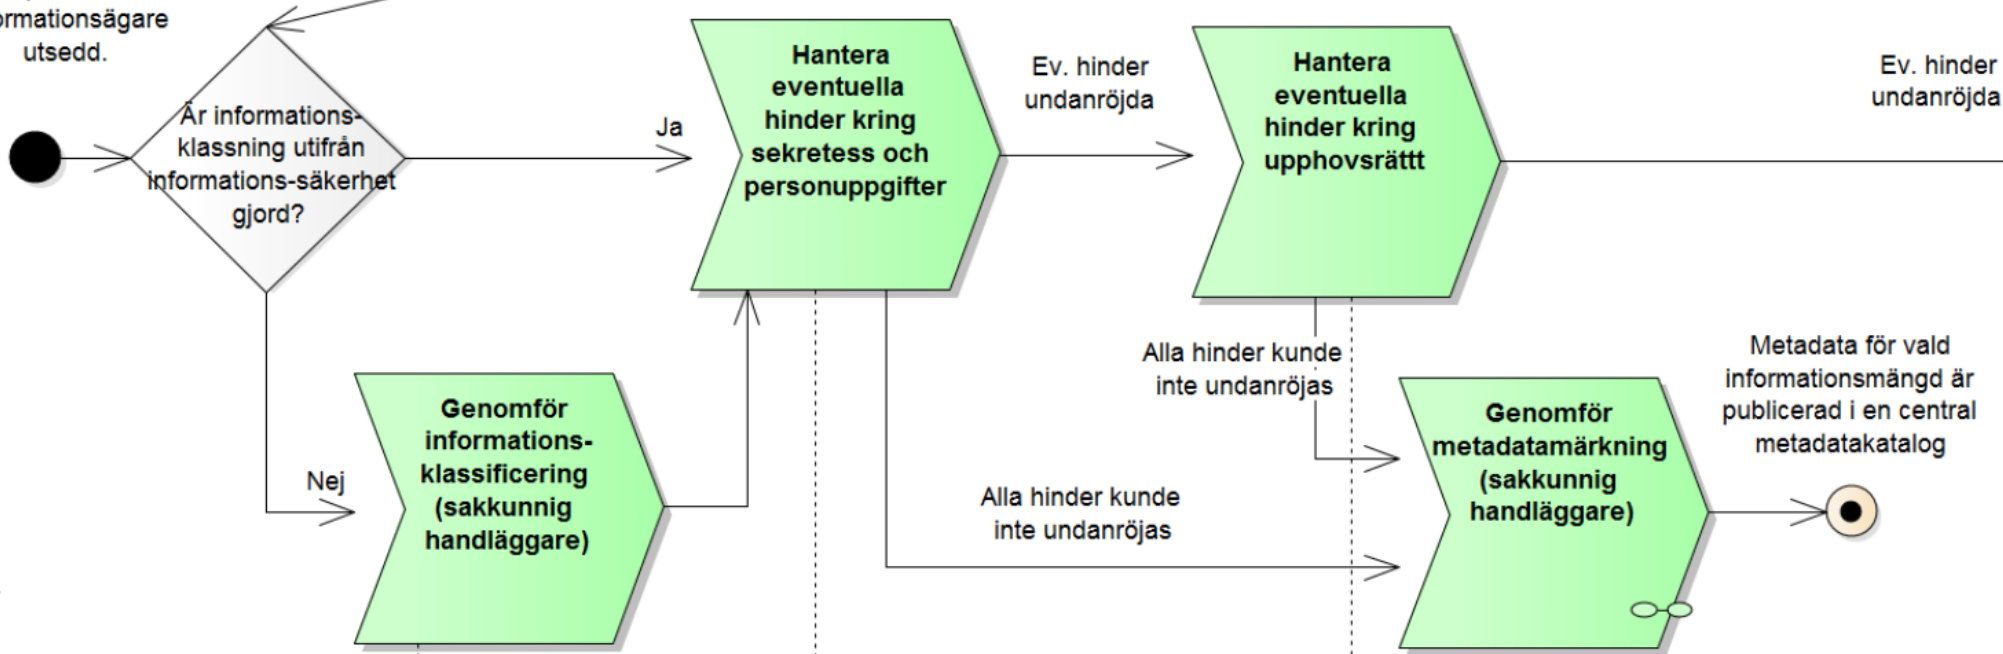 ormationsägare
utsedd.
Är informations-
klassning utifrån
informations-säkerhet
gjord?
Ja
Nej
Hantera
eventuella
hinder kring
sekretess och
personuppgifter
Ev. hinder
undanröjda
Hantera
eventuella
hinder kring
upphovsrättt
Ev. hinder
undanröjda
Genomför
informations-
klassificering
(sakkunnig
handläggare)
Alla hinder kunde
inte undanröjas
Alla hinder kunde
inte undanröjas
Genomför
metadatamärkning
(sakkunnig
handläggare)
Metadata för vald
informationsmängd är
publicerad i en central
metadatakatalog